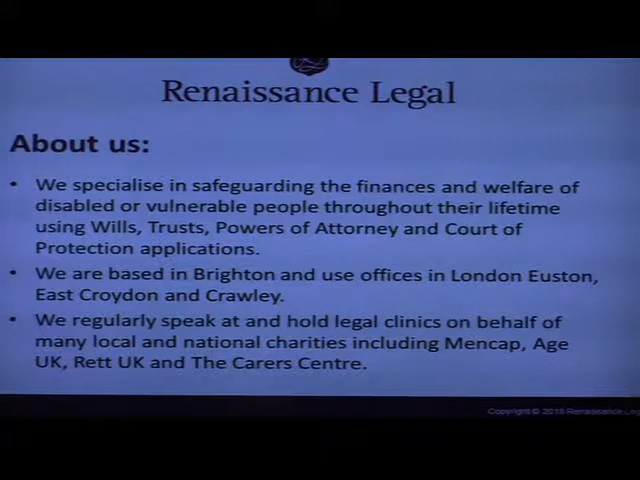 Renaissance Legal
About us:
• We specialise in safeguarding the finances and welfare of
disabled or vulnerable people throughout their lifetime
using Wills, Trusts, Powers of Attorney and Court of
Protection applications.
• We are based in Brighton and use offices in London Euston,
East Croydon and Crawley.
• We regularly speak at and hold legal clinics on behalf of
many local and national charities including Mencap, Age
UK, Rett UK and The Carers Centre.
Copyright © 2016 Renaissance Leg